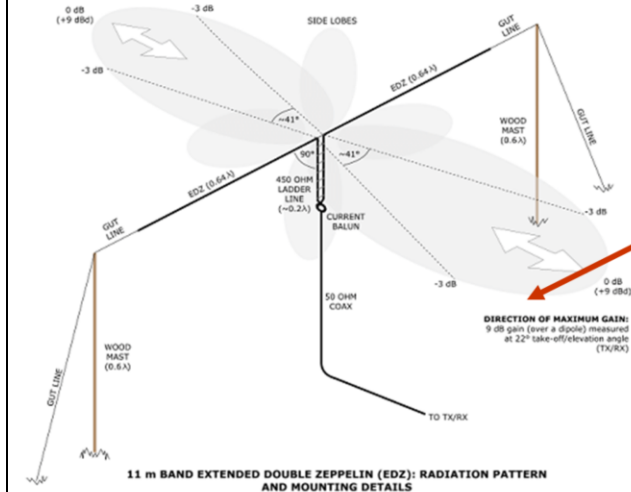 0 dB
(+9 dBd)
-3 dB
SIDE LOBES
GUT
LINE
-3 dB
EDZ (0.64λ)
~41°
WOOD
MAST
(0.6λ)
GUT LINE
90°
~41°
EDZ (0.64λ)
450 OHM
LADDER
LINE
(~0.2λ)
GUT
LINE
-3 dB
CURRENT
BALUN
-3 dB
0 dB
(+9 dBd)
50 OHM
COAX
DIRECTION OF MAXIMUM GAIN:
9 dB gain (over a dipole) measured
at 22° take-off/elevation angle
(TX/RX)
WOOD
MAST
(0.6λ)
GUT LINE
TO TX/RX
11 m BAND EXTENDED DOUBLE ZEPPELIN (EDZ): RADIATION PATTERN
AND MOUNTING DETAILS